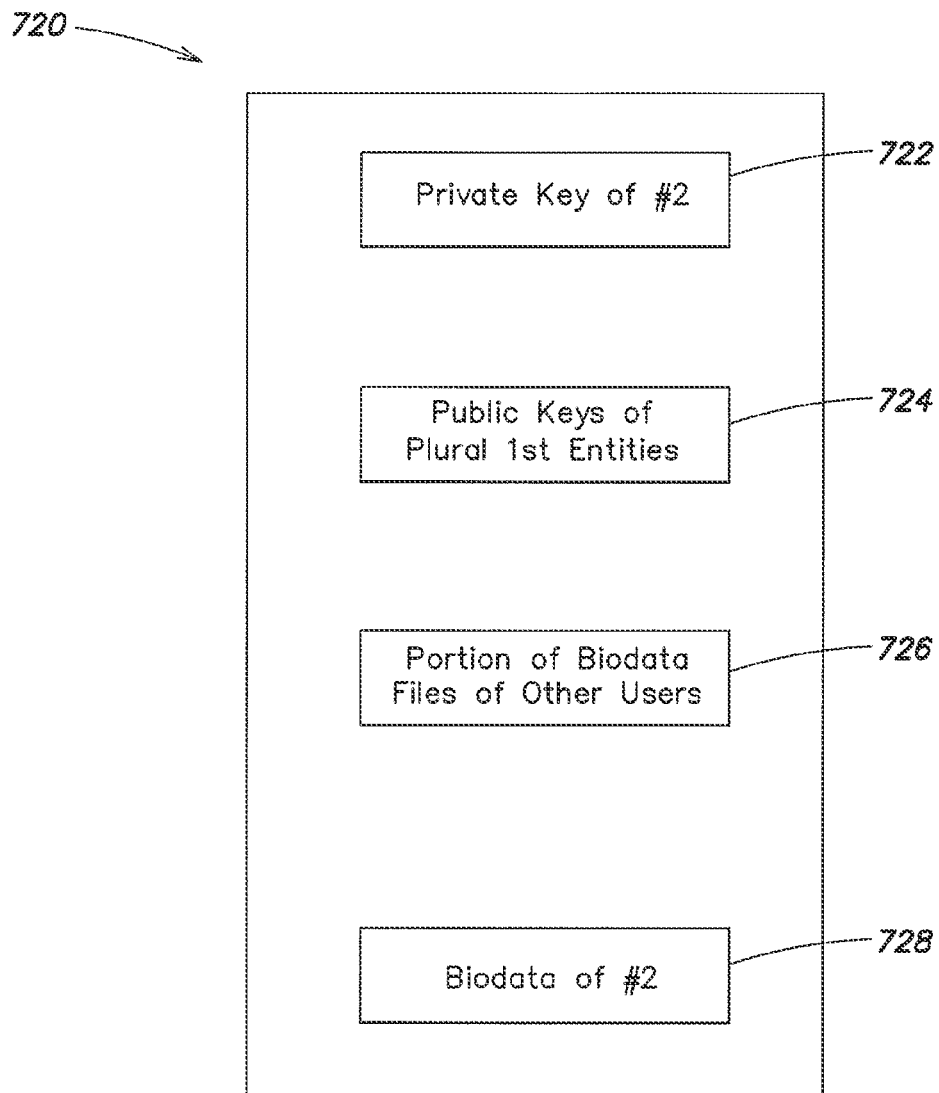 720
Private Key of #2
722
Public Keys of
Plural 1st Entities
724
Portion of Biodata
Files of Other Users
726
Biodata of #2
728